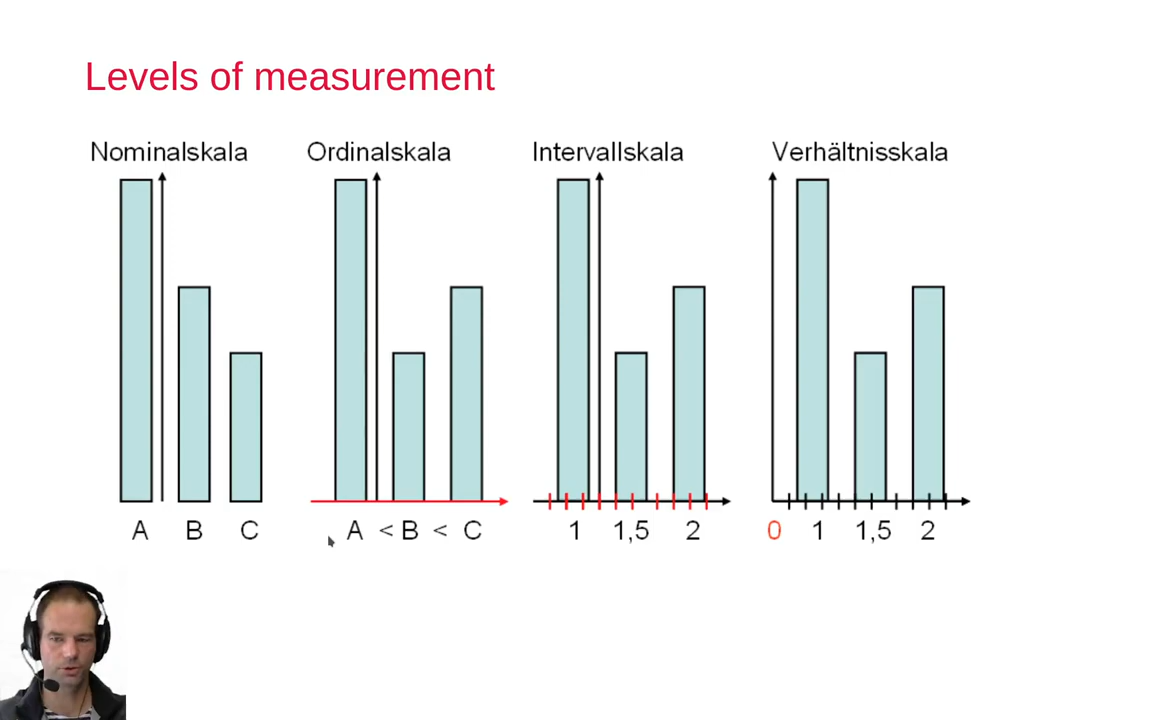 Levels of measurement
Nominalskala
Ordinalskala
Intervallskala
Verhältnisskala
A B C
A < B < C
1 1,5 2
0 1 1,5 2